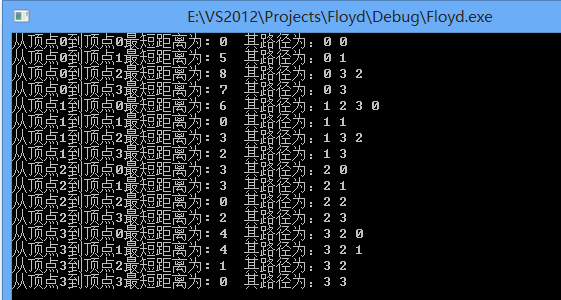 E:\VS2012\Projects\Floyd\Debug\Floyd.exe
从顶点0到顶点0最短距离为: 0  其路径为: 0 0
从顶点0到顶点1最短距离为: 5  其路径为: 0 1
从顶点0到顶点2最短距离为: 8  其路径为: 0 3 2
从顶点0到顶点3最短距离为: 7  其路径为: 0 3
从顶点1到顶点0最短距离为: 6  其路径为: 1 2 3 0
从顶点1到顶点1最短距离为: 0  其路径为: 1 1
从顶点1到顶点2最短距离为: 3  其路径为: 1 3 2
从顶点1到顶点3最短距离为: 2  其路径为: 1 3
从顶点2到顶点0最短距离为: 3  其路径为: 2 0
从顶点2到顶点1最短距离为: 3  其路径为: 2 1
从顶点2到顶点2最短距离为: 0  其路径为: 2 2
从顶点2到顶点3最短距离为: 2  其路径为: 2 3
从顶点3到顶点0最短距离为: 4  其路径为: 3 2 0
从顶点3到顶点1最短距离为: 4  其路径为: 3 2 1
从顶点3到顶点2最短距离为: 1  其路径为: 3 2
从顶点3到顶点3最短距离为: 0  其路径为: 3 3